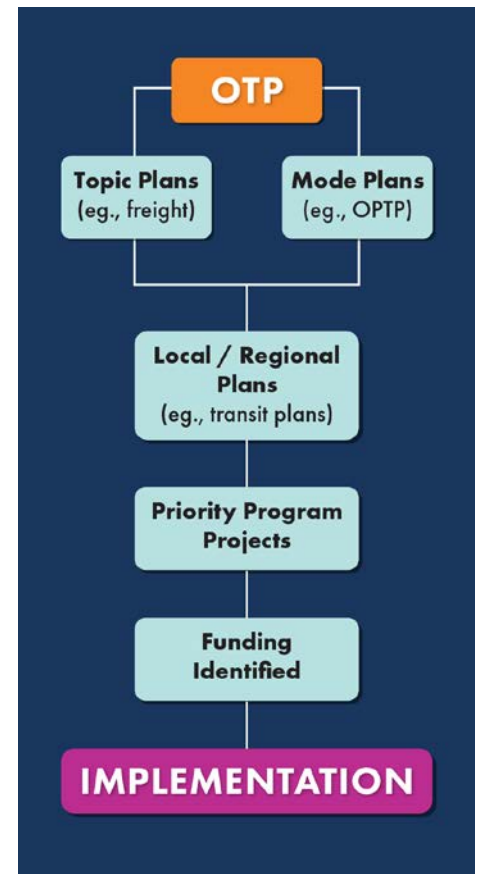 OTP
Topic Plans
(eg., freight)
Mode Plans
(eg., OPTP)
Local / Regional
Plans
(eg., transit plans)
Priority Program
Projects
Funding
Identified
IMPLEMENTATION